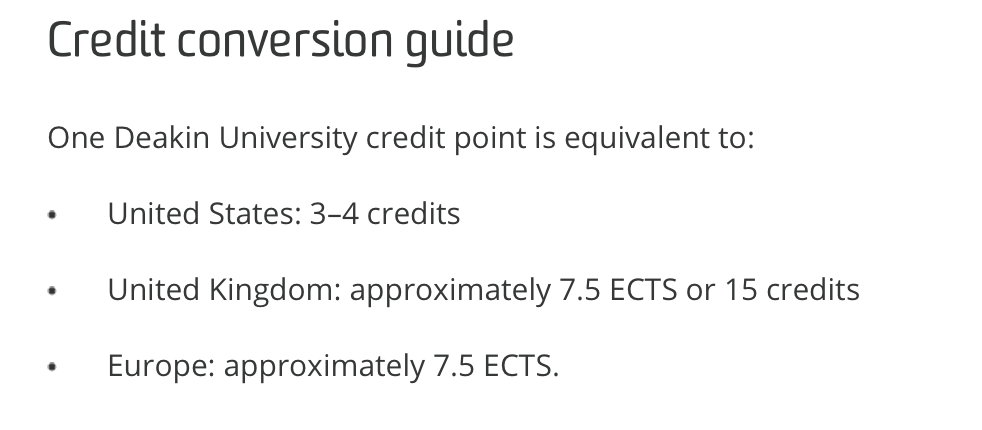 Credit conversion guide
One Deakin University credit point is equivalent to:
• United States: 3–4 credits
• United Kingdom: approximately 7.5 ECTS or 15 credits
• Europe: approximately 7.5 ECTS.